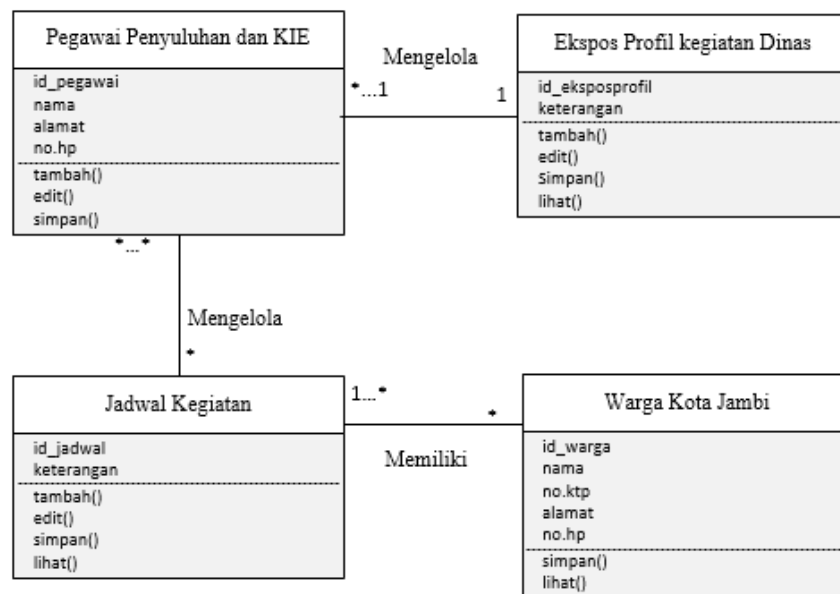 Pegawai Penyuluhan dan KIE
id_pegawai
nama
alamat
no.hp
tambah()
edit()
simpan()
Mengelola
*...1
1
Ekspos Profil kegiatan Dinas
id_eksposprofil
keterangan
tambah()
edit()
Simpan()
lihat()
*...*
Mengelola
*
Jadwal Kegiatan
id_jadwal
keterangan
tambah()
edit()
simpan()
lihat()
1...*
*
Memiliki
Warga Kota Jambi
id_warga
nama
no.ktp
alamat
no.hp
simpan()
lihat()